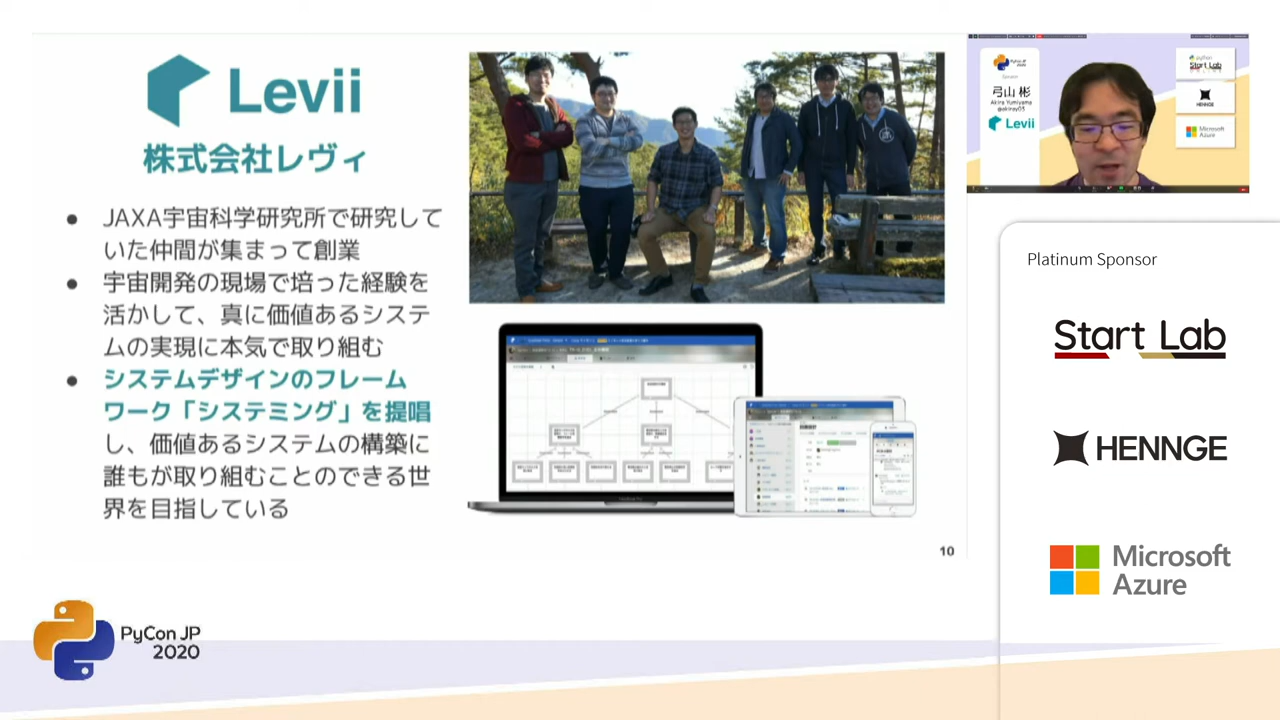 Levii
株式会社レヴィ
● JAXA宇宙科学研究所で研究して
いた仲間が集まって創業
● 宇宙開発の現場で培った経験を
活かして、真に価値あるシステ
ムの実現に本気で取り組む
● システムデザインのフレーム
ワーク「システミング」を提唱
し、価値あるシステムの構築に
誰もが取り組むことのできる世
界を目指している
10
PyCon JP
2020
弓山 彬
Akira Yumiyama
@akiray03
Levii
python
Start Lab
ONLINE
HENNGE
Microsoft
Azure
Platinum Sponsor
Start Lab
HENNGE
Microsoft
Azure
PyCon JP
2020